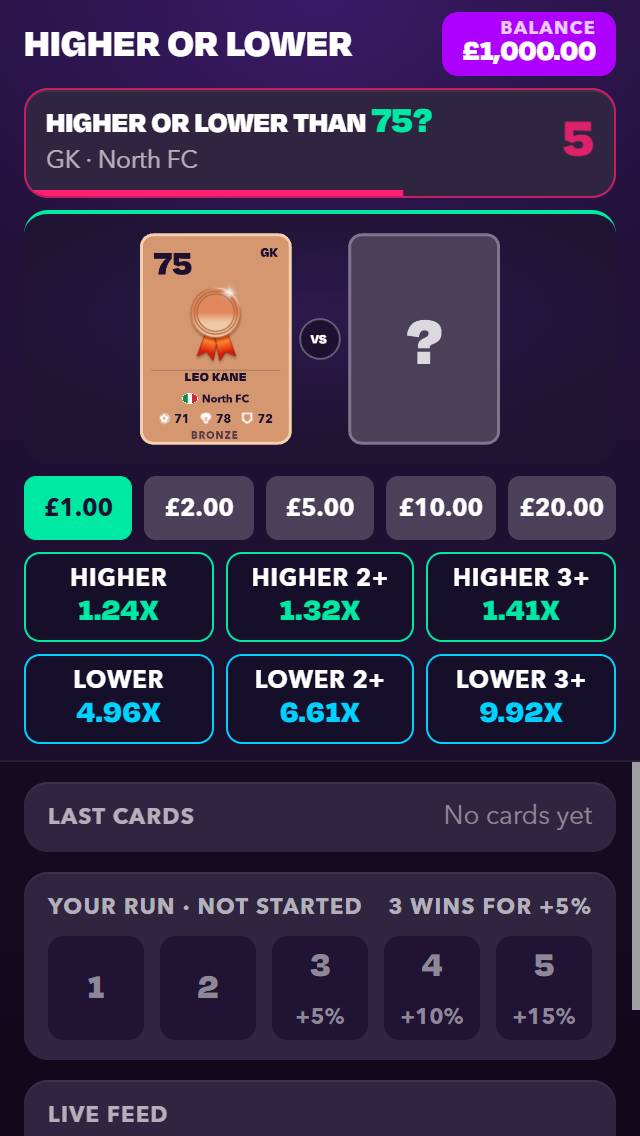 HIGHER OR LOWER
BALANCE
£1,000.00
HIGHER OR LOWER THAN 75?
GK · North FC
5
75
GK
LEO KANE
North FC
71 78 72
BRONZE
VS
?
£1.00 £2.00 £5.00 £10.00 £20.00
HIGHER HIGHER 2+ HIGHER 3+
1.24X 1.32X 1.41X
LOWER LOWER 2+ LOWER 3+
4.96X 6.61X 9.92X
LAST CARDS No cards yet
YOUR RUN · NOT STARTED 3 WINS FOR +5%
1 2 3 4 5
+5% +10% +15%
LIVE FEED